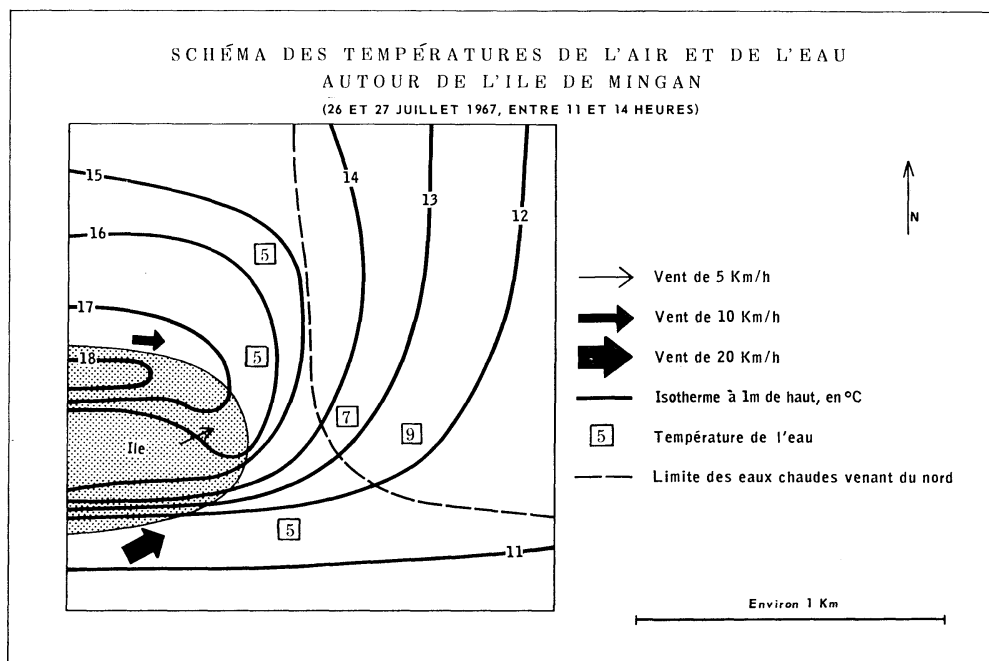 SCHÉMA DES TEMPÉRATURES DE L'AIR ET DE L'EAU
AUTOUR DE L'ILE DE MINGAN
(26 ET 27 JUILLET 1967, ENTRE 11 ET 14 HEURES)
15
14
13
12
16
5
17
18
5
Ile
7
9
5
11
N
Vent de 5 Km/h
Vent de 10 Km/h
Vent de 20 Km/h
Isotherme à 1m de haut, en ºC
5 Température de l'eau
Limite des eaux chaudes venant du nord
Environ 1 Km